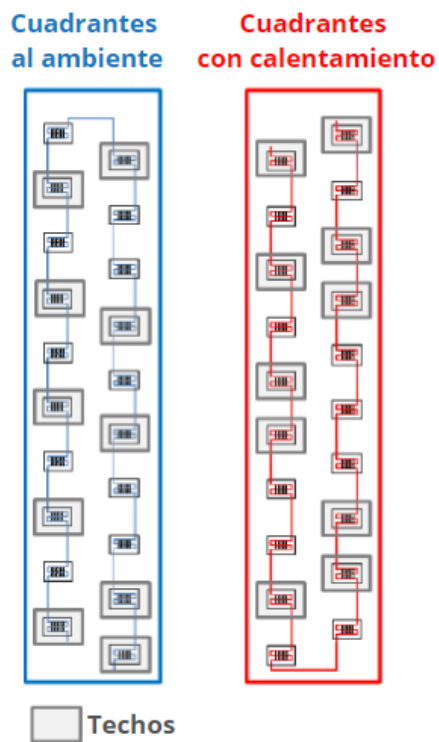 Cuadrantes
al ambiente
Cuadrantes
con calentamiento
Techos